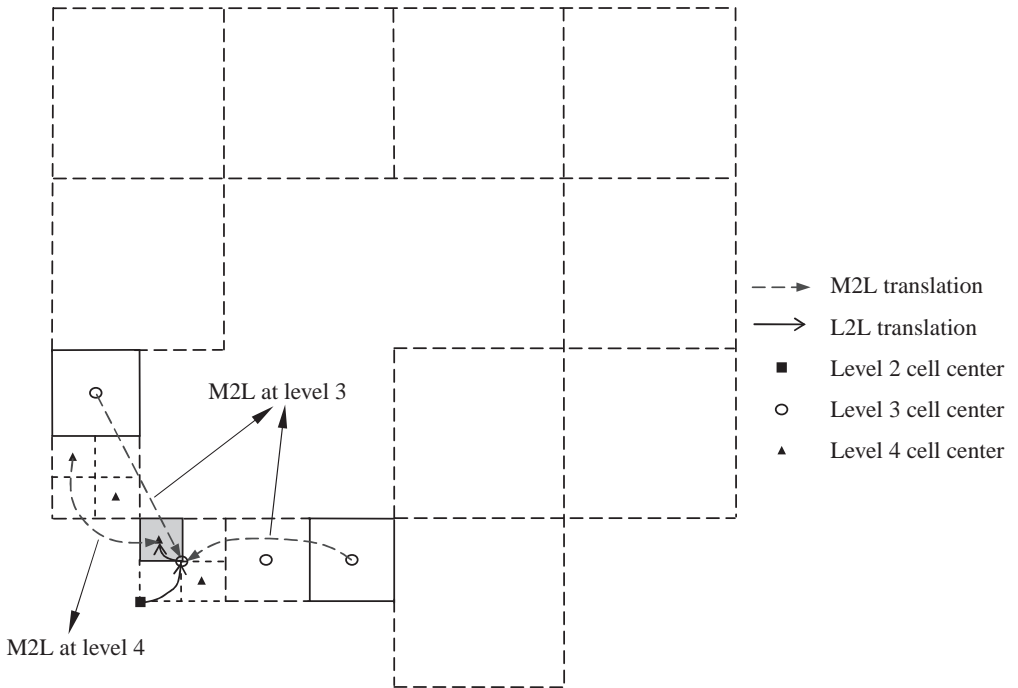 M2L translation
L2L translation
Level 2 cell center
M2L at level 3
Level 3 cell center
Level 4 cell center
M2L at level 4